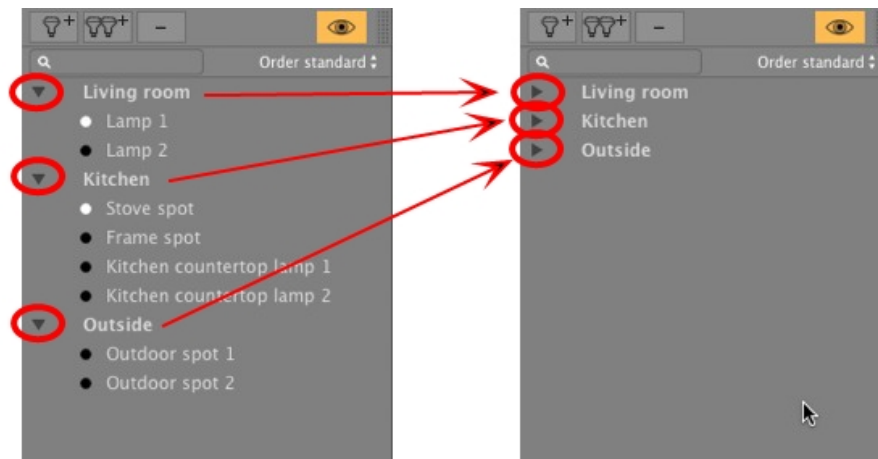 Order standard
Living room
Lamp 1
Lamp 2
Kitchen
Stove spot
Frame spot
Kitchen countertop lamp 1
Kitchen countertop lamp 2
Outside
Outdoor spot 1
Outdoor spot 2
Order standard
Living room
Kitchen
Outside